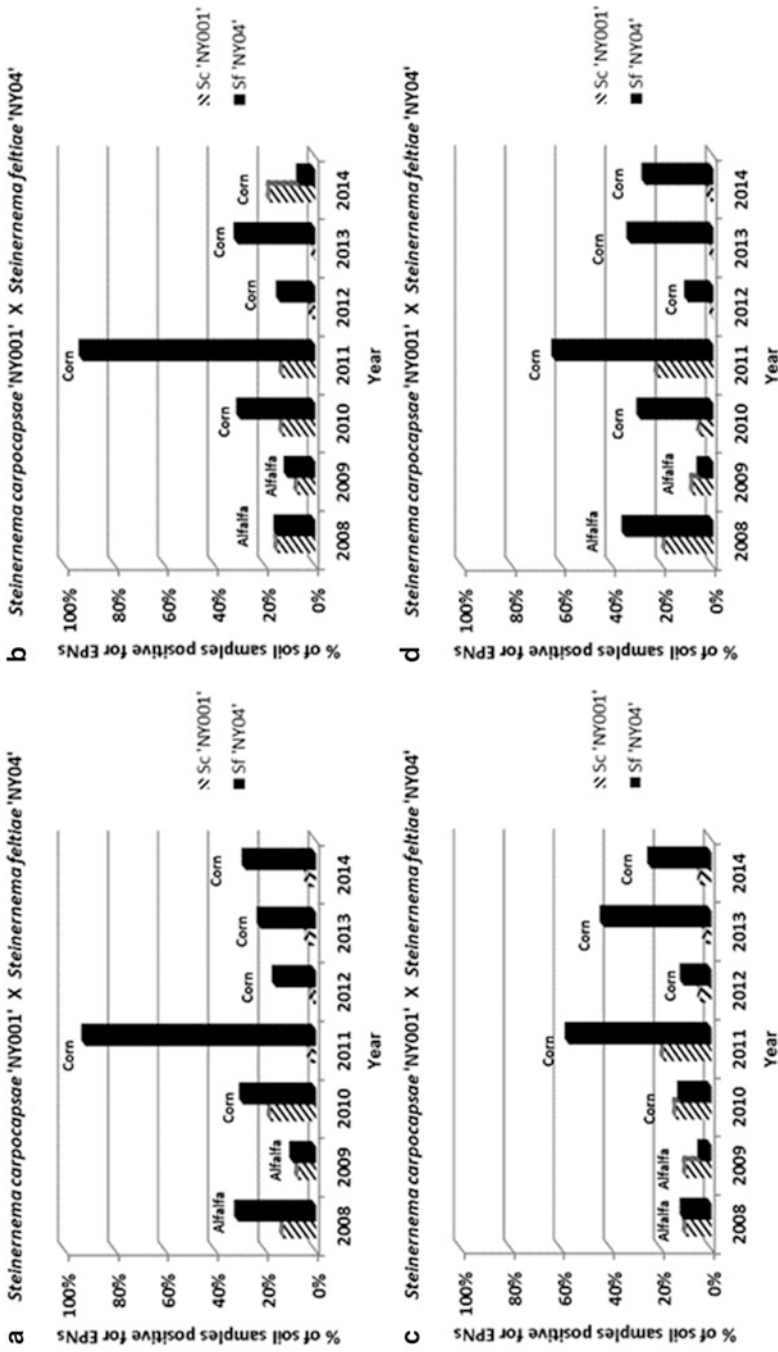 a
Steinernema carpocapsae 'NY001' X Steinernema feltiae 'NY04'
% of soil samples positive for EPNs
100%
80%
60%
40%
20%
0%
Alfalfa
Alfalfa
Corn
Corn
Corn
Corn
Corn
2008
2009
2010
2011
2012
2013
2014
Year
Sc 'NY001'
Sf 'NY04'
b
Steinernema carpocapsae 'NY001' X Steinernema feltiae 'NY04'
% of soil samples positive for EPNs
100%
80%
60%
40%
20%
0%
Alfalfa
Alfalfa
Corn
Corn
Corn
Corn
Corn
2008
2009
2010
2011
2012
2013
2014
Year
Sc 'NY001'
Sf 'NY04'
c
Steinernema carpocapsae 'NY001' X Steinernema feltiae 'NY04'
% of soil samples positive for EPNs
100%
80%
60%
40%
20%
0%
Alfalfa
Alfalfa
Corn
Corn
Corn
Corn
Corn
2008
2009
2010
2011
2012
2013
2014
Year
Sc 'NY001'
Sf 'NY04'
d
Steinernema carpocapsae 'NY001' X Steinernema feltiae 'NY04'
% of soil samples positive for EPNs
100%
80%
60%
40%
20%
0%
Alfalfa
Alfalfa
Corn
Corn
Corn
Corn
Corn
2008
2009
2010
2011
2012
2013
2014
Year
Sc 'NY001'
Sf 'NY04'